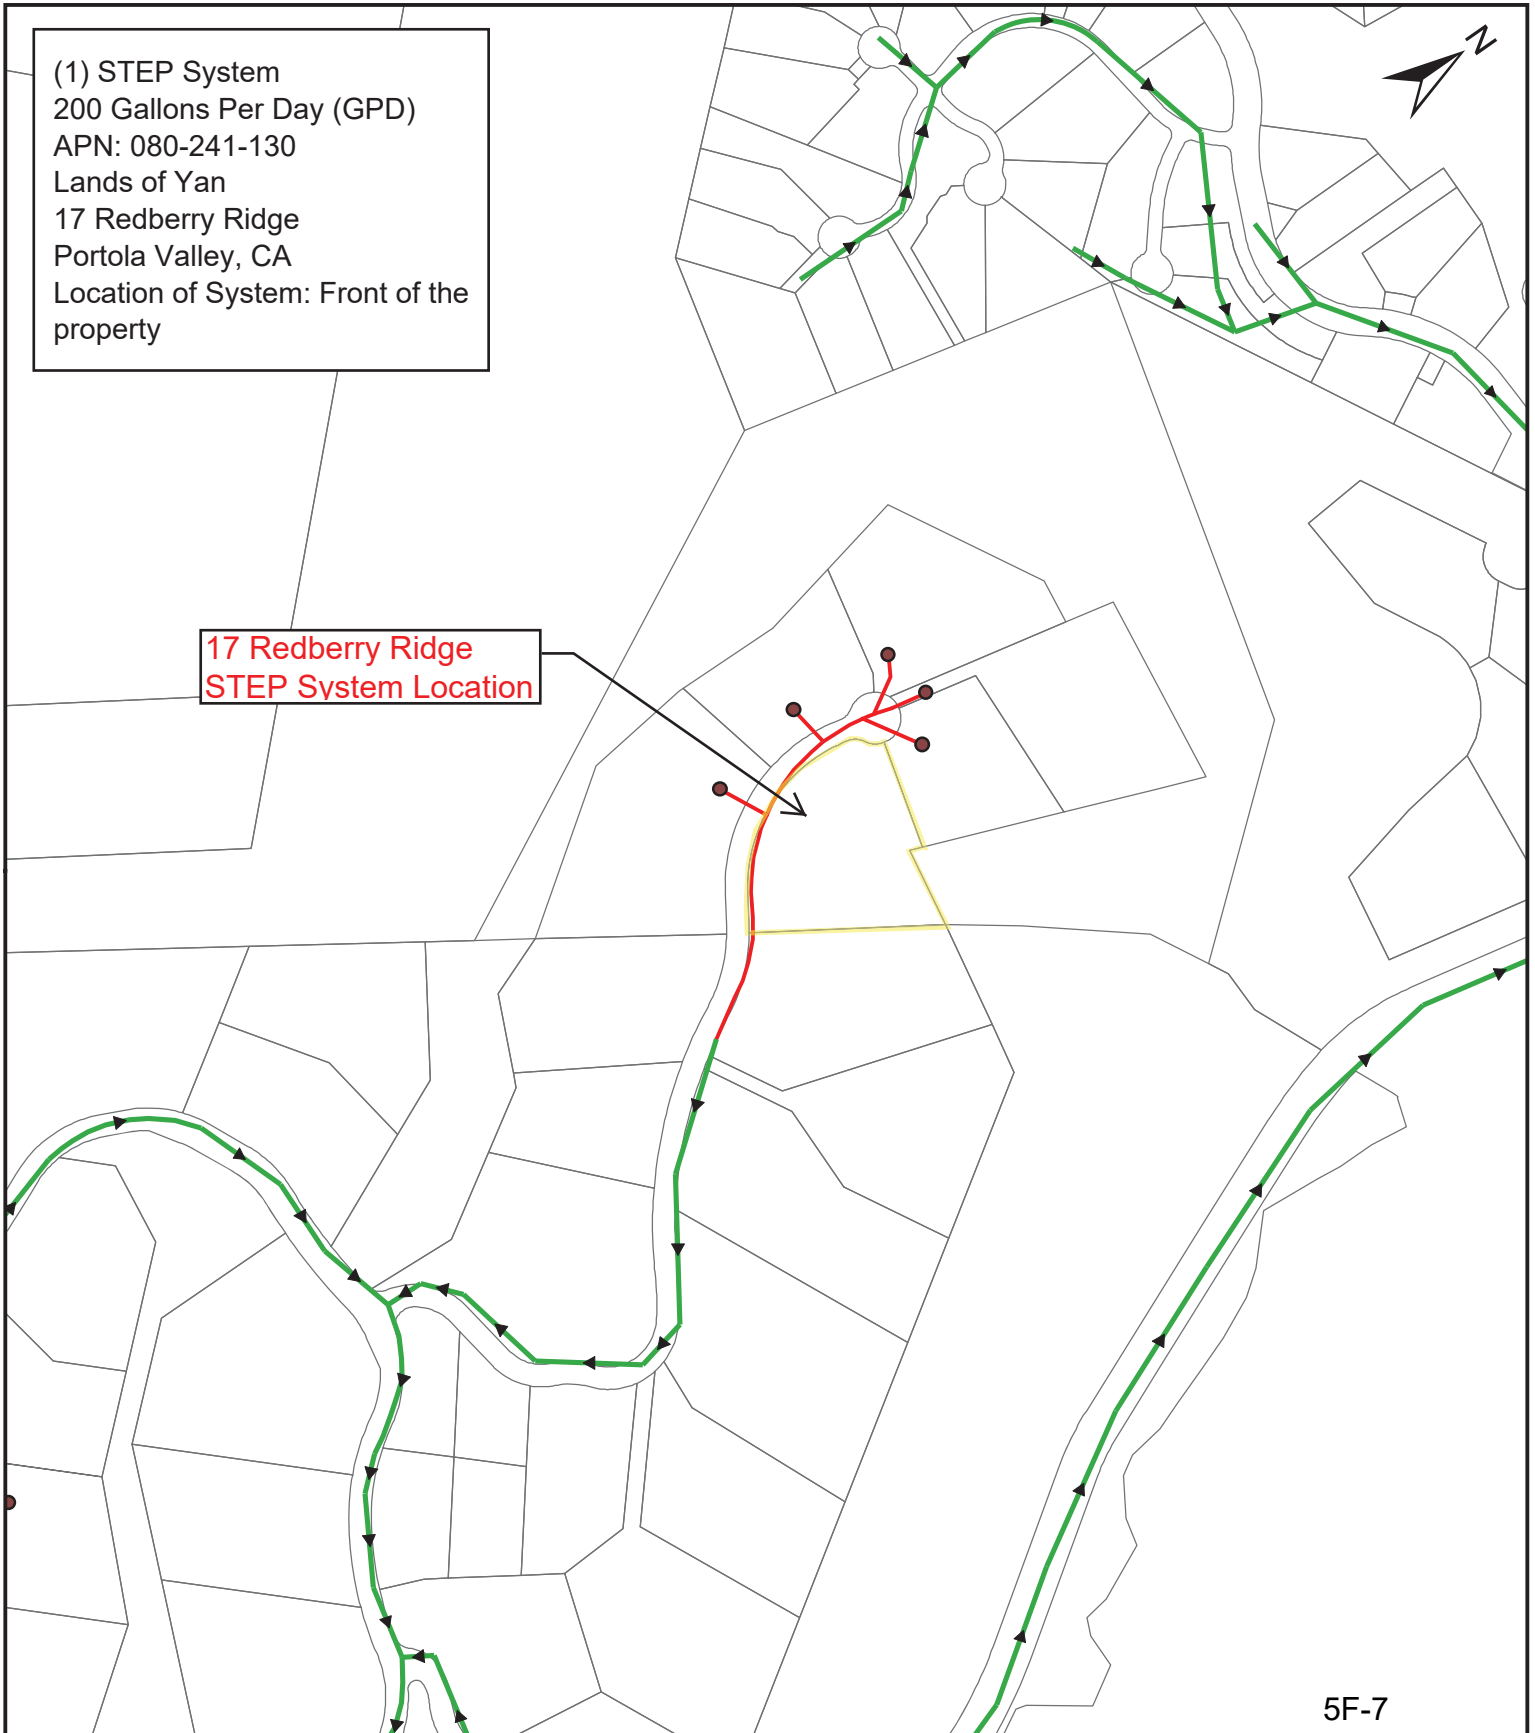 (1) STEP System
200 Gallons Per Day (GPD)
APN: 080-241-130
Lands of Yan
17 Redberry Ridge
Portola Valley, CA
Location of System: Front of the
property
N
17 Redberry Ridge
STEP System Location
5F-7